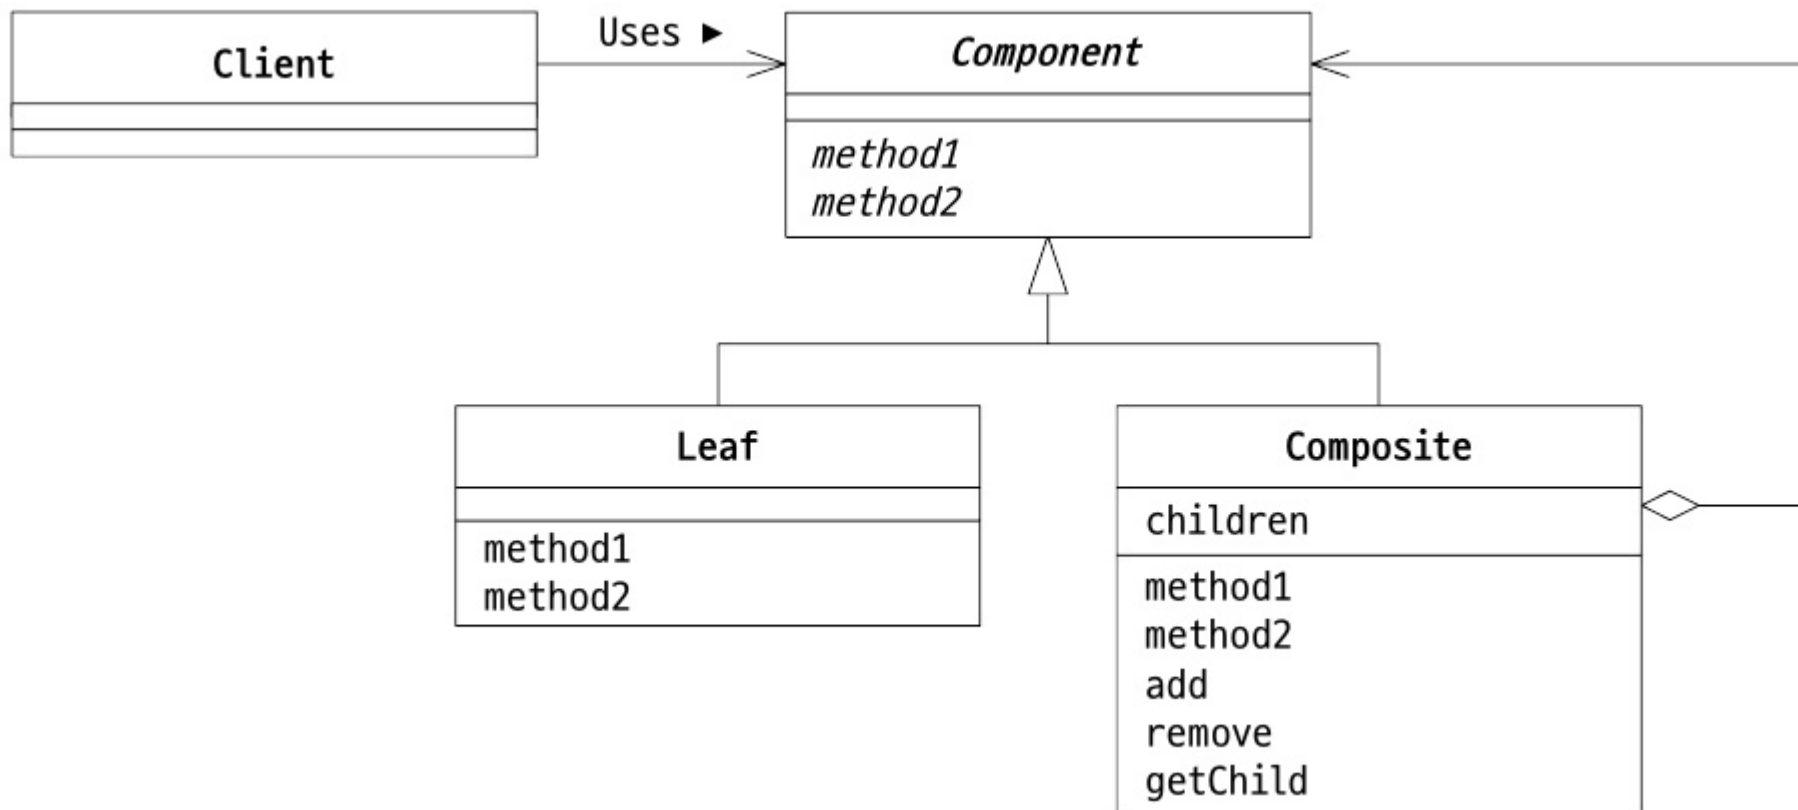 Client
Uses ►
Component
method1
method2
Leaf
method1
method2
Composite
children
method1
method2
add
remove
getChild